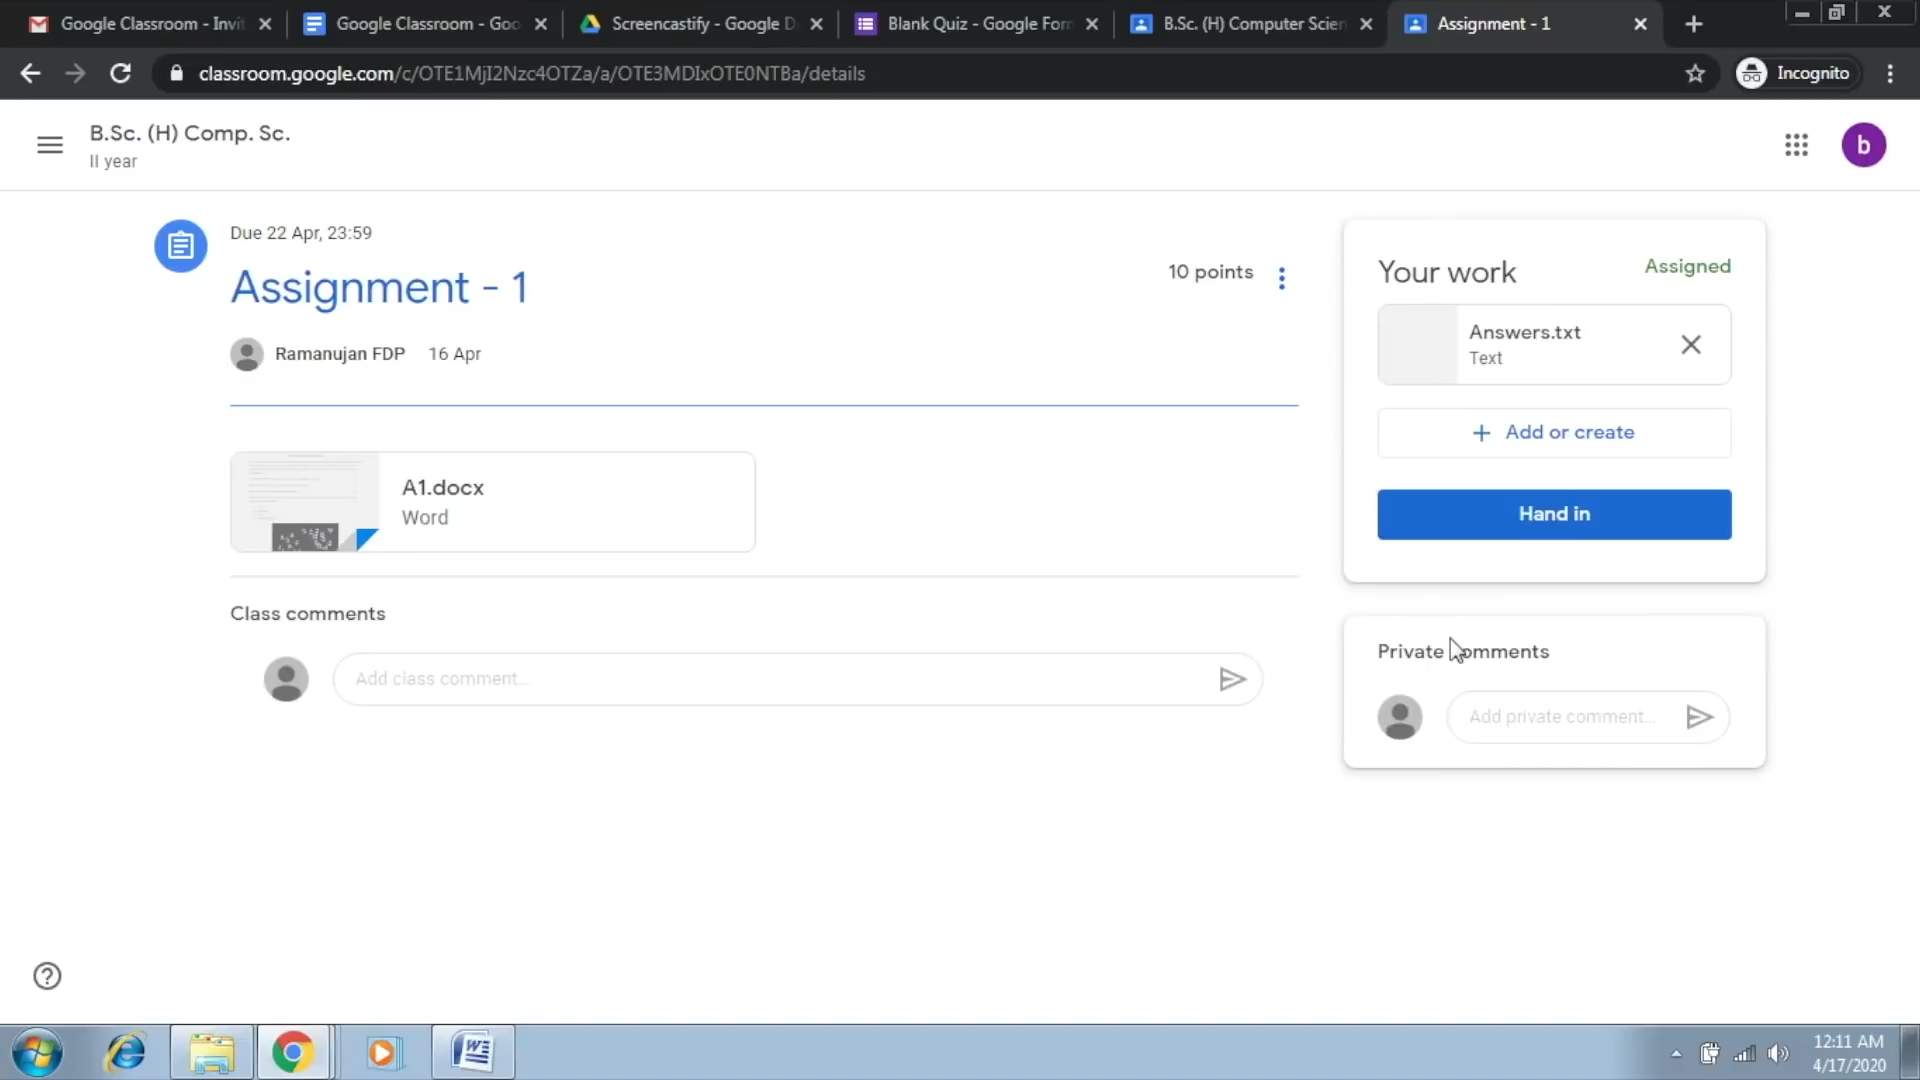 Google Classroom - Invit
Google Classroom - Goo
Screencastify - Google D
Blank Quiz - Google Form
B.Sc. (H) Computer Scien
Assignment - 1
classroom.google.com/c/OTE1MjI2Nzc4OTZa/a/OTE3MDIxOTE0NTBa/details
Incognito
B.Sc. (H) Comp. Sc.
II year
b
Due 22 Apr, 23:59
Assignment - 1
10 points
Ramanujan FDP 16 Apr
A1.docx
Word
Class comments
Add class comment...
Your work
Assigned
Answers.txt
Text
+ Add or create
Hand in
Private comments
Add private comment...
12:11 AM
4/17/2020